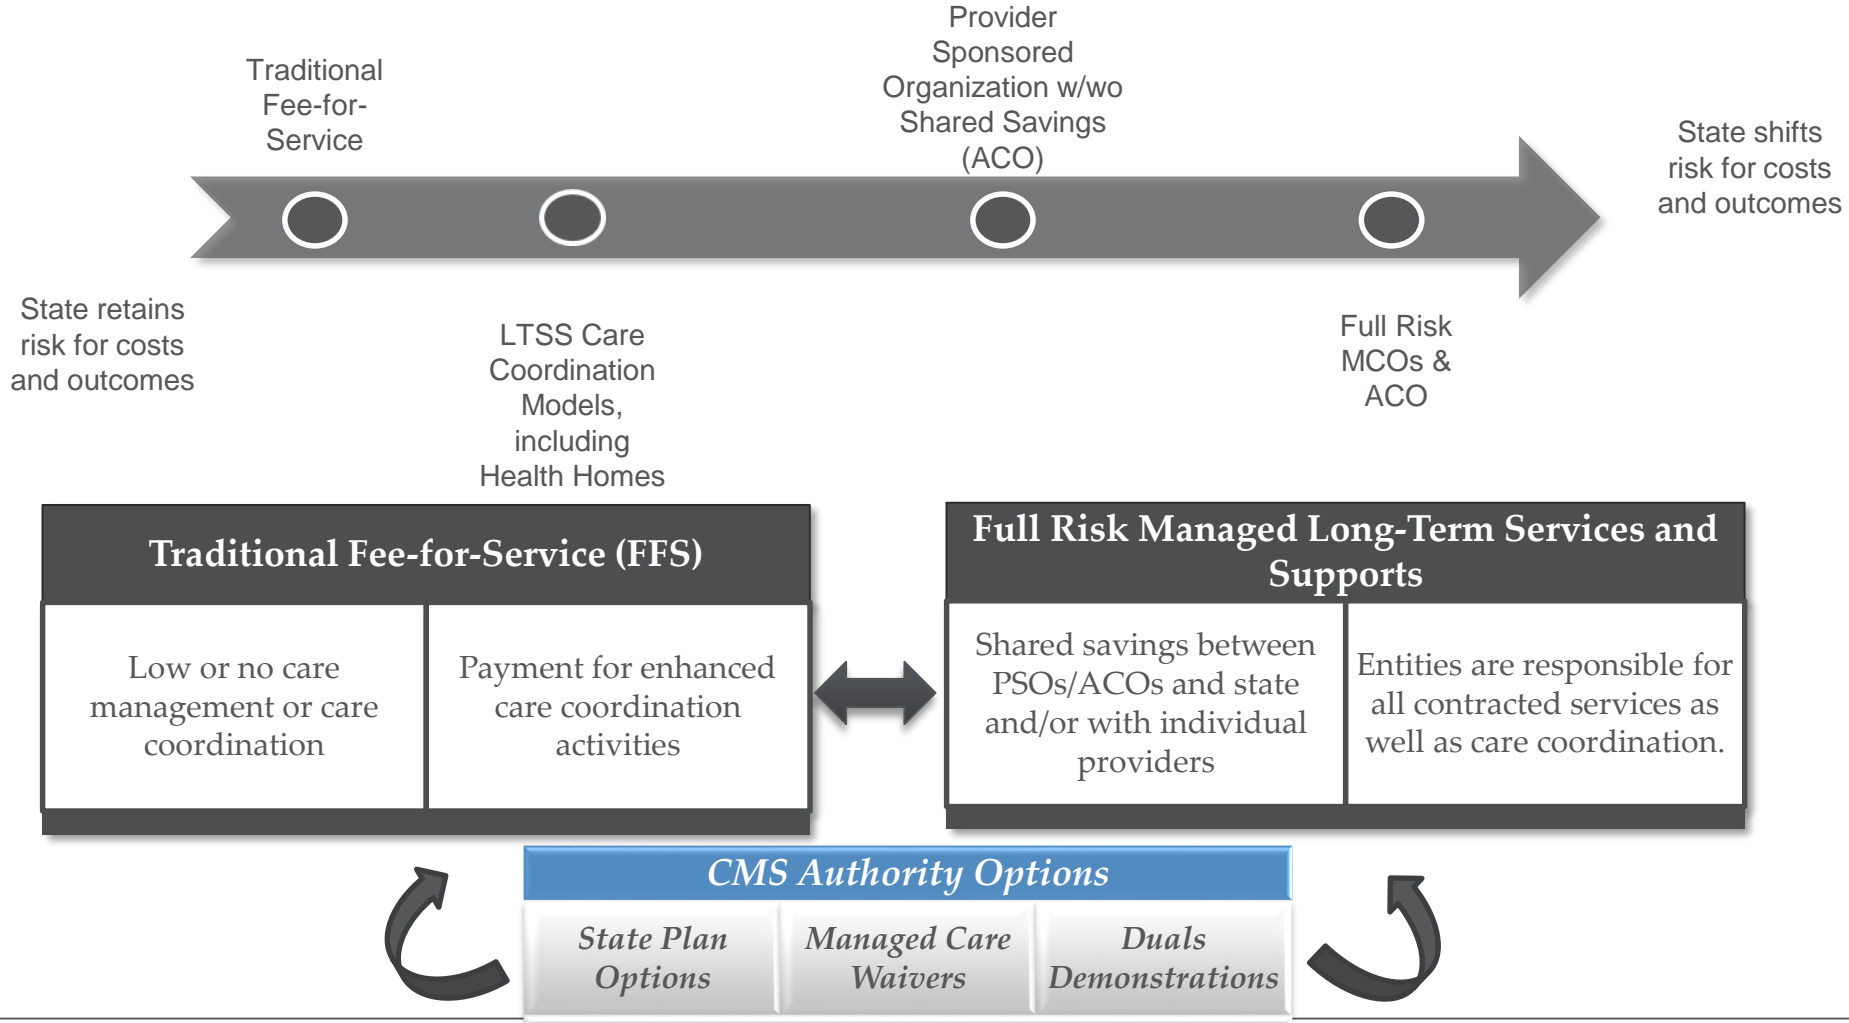 Provider
Sponsored
Organization w/wo
Shared Savings
(ACO)
Traditional
Fee-for-
Service
State shifts
risk for costs
and outcomes
State retains
risk for costs
and outcomes
LTSS Care
Coordination
Models,
including
Health Homes
Full Risk
MCOs &
ACO
Traditional Fee-for-Service (FFS)
Low or no care
management or care
coordination
Payment for enhanced
care coordination
activities
Full Risk Managed Long-Term Services and
Supports
Shared savings between
PSOs/ACOs and state
and/or with individual
providers
Entities are responsible for
all contracted services as
well as care coordination.
CMS Authority Options
State Plan
Options
Managed Care
Waivers
Duals
Demonstrations